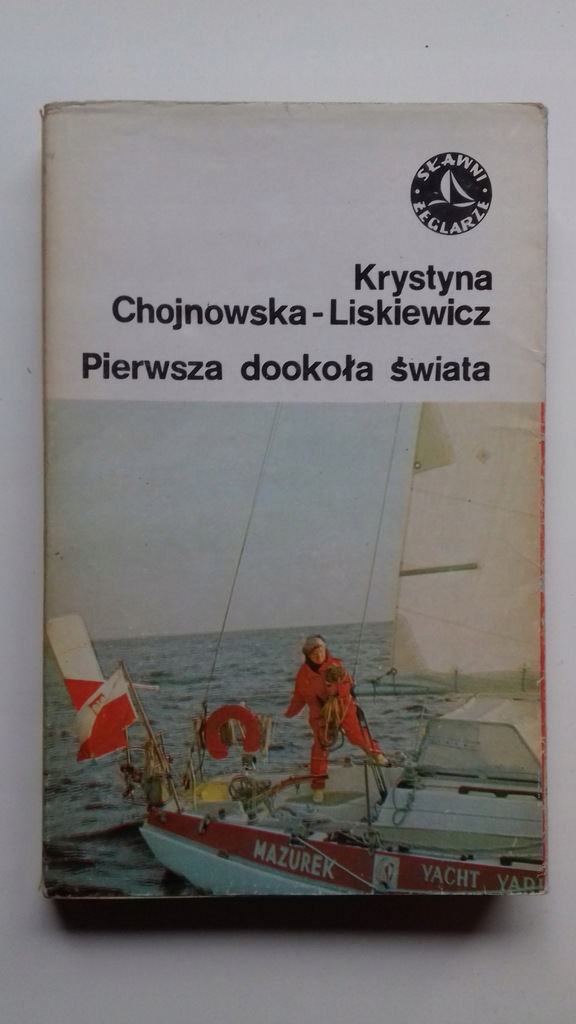 SŁAWNI
ŻEGLARZE
Krystyna
Chojnowska-Liskiewicz
Pierwsza dookoła świata
MAZUREK
YACHT YARD